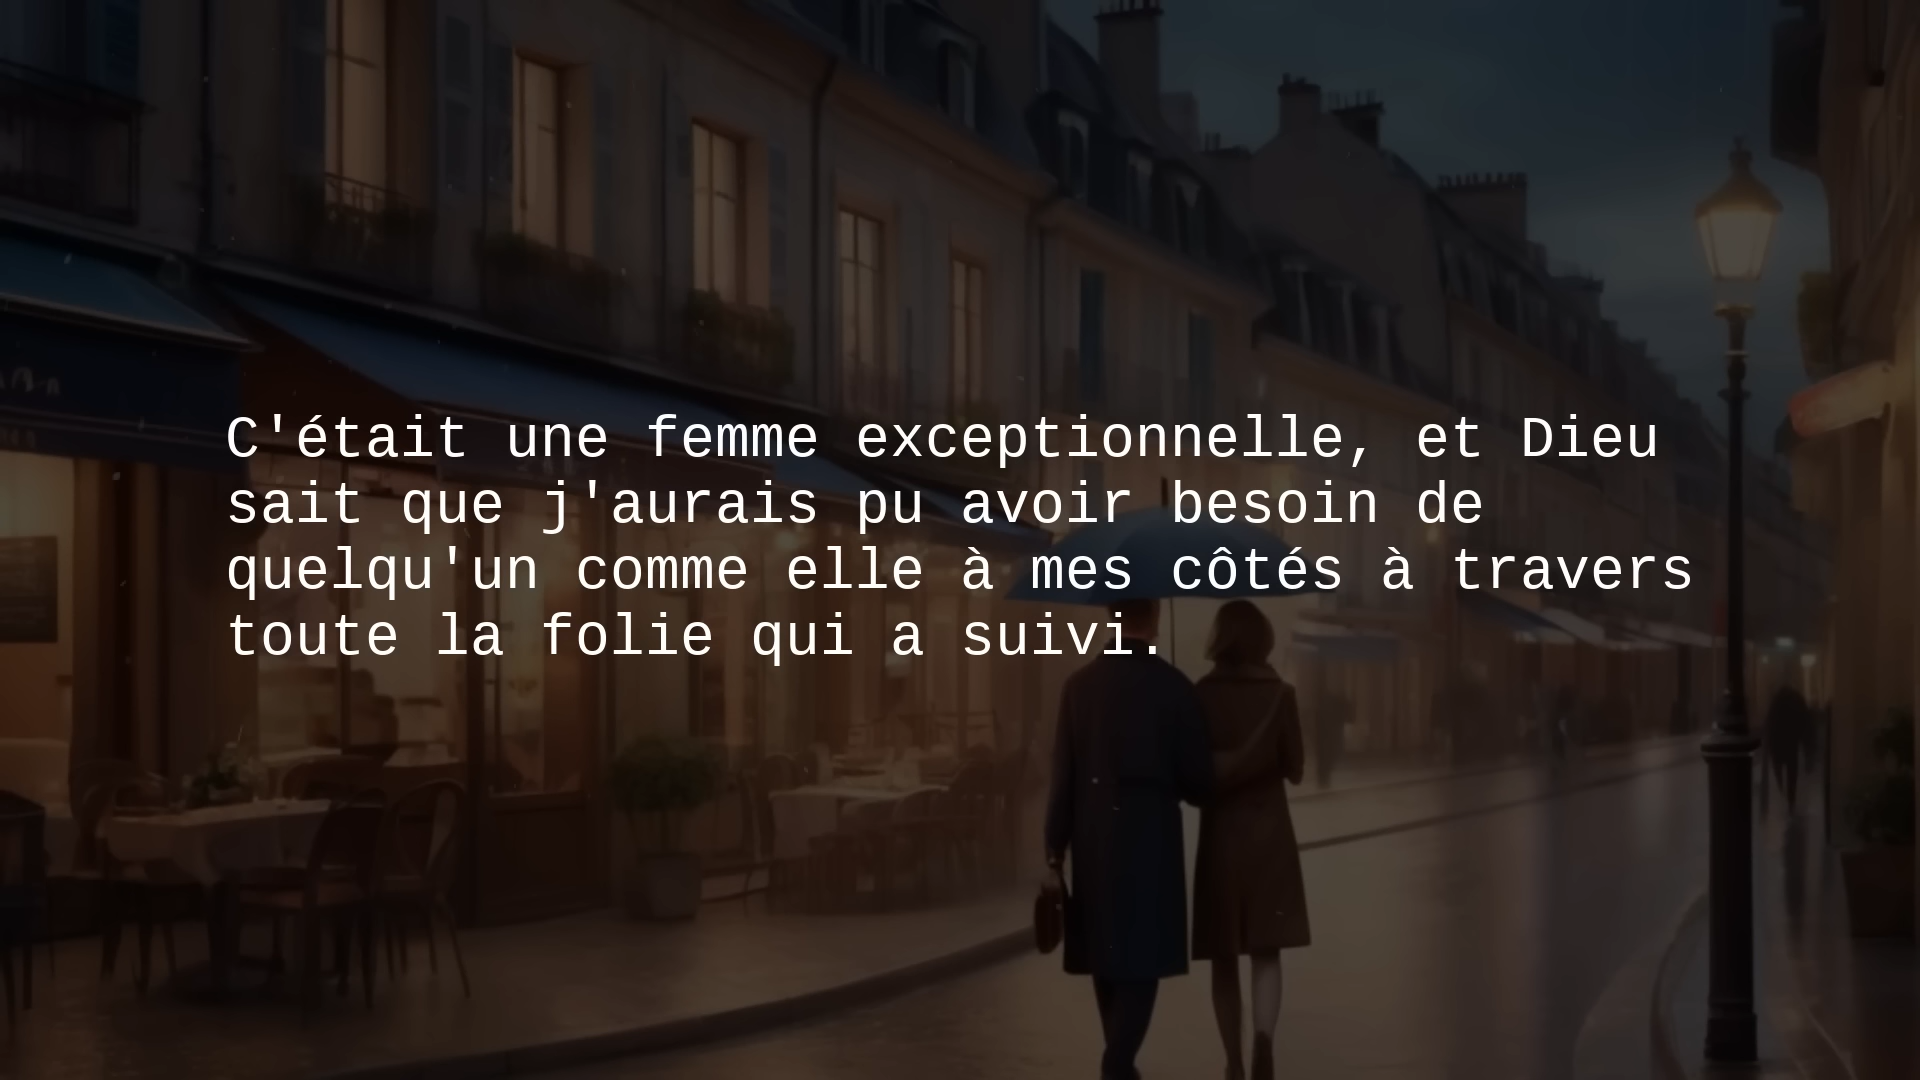 C'était une femme exceptionnelle, et Dieu
sait que j'aurais pu avoir besoin de
quelqu'un comme elle à mes côtés à travers
toute la folie qui a suivi.